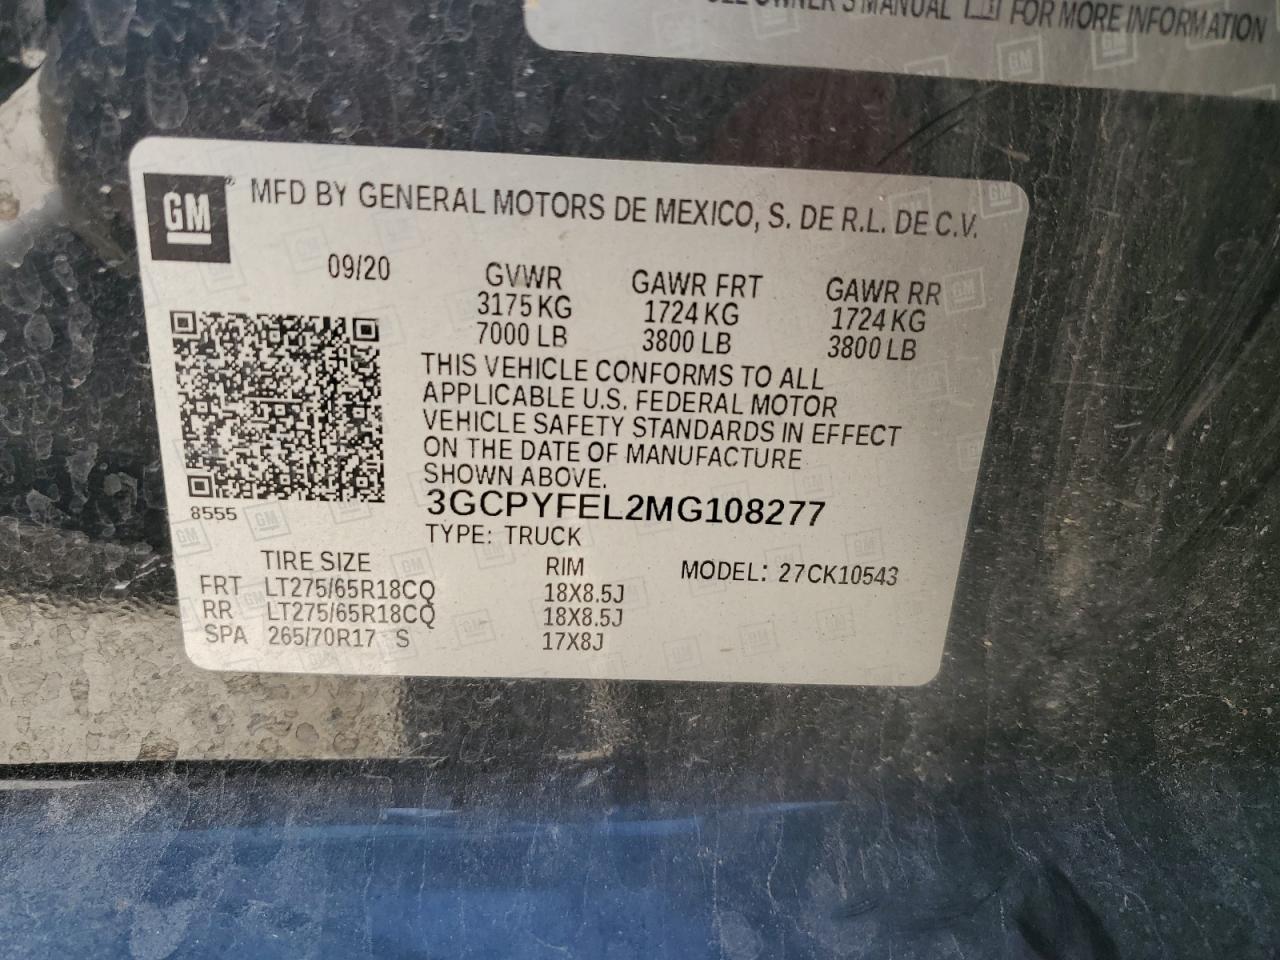 OWNER'S MANUAL FOR MORE INFORMATION
GM ® MFD BY GENERAL MOTORS DE MEXICO, S. DE R.L. DE C.V.
09/20 GVWR GAWR FRT GAWR RR
3175 KG 1724 KG 1724 KG
7000 LB 3800 LB 3800 LB
THIS VEHICLE CONFORMS TO ALL
APPLICABLE U.S. FEDERAL MOTOR
VEHICLE SAFETY STANDARDS IN EFFECT
ON THE DATE OF MANUFACTURE
SHOWN ABOVE.
8555 3GCPYFEL2MG108277
TYPE: TRUCK
TIRE SIZE RIM MODEL: 27CK10543
FRT LT275/65R18CQ 18X8.5J
RR LT275/65R18CQ 18X8.5J
SPA 265/70R17 S 17X8J